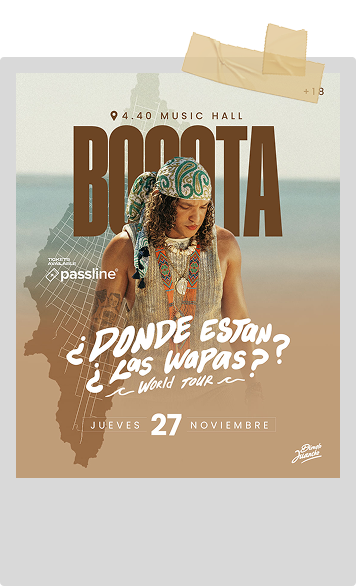 +18
4.40 MUSIC HALL
BOGOTA
TICKETS
AVAILABLE
passline
¿DONDE ESTAN
¿LAS WAPAS??
WORLD TOUR
JUEVES 27 NOVIEMBRE